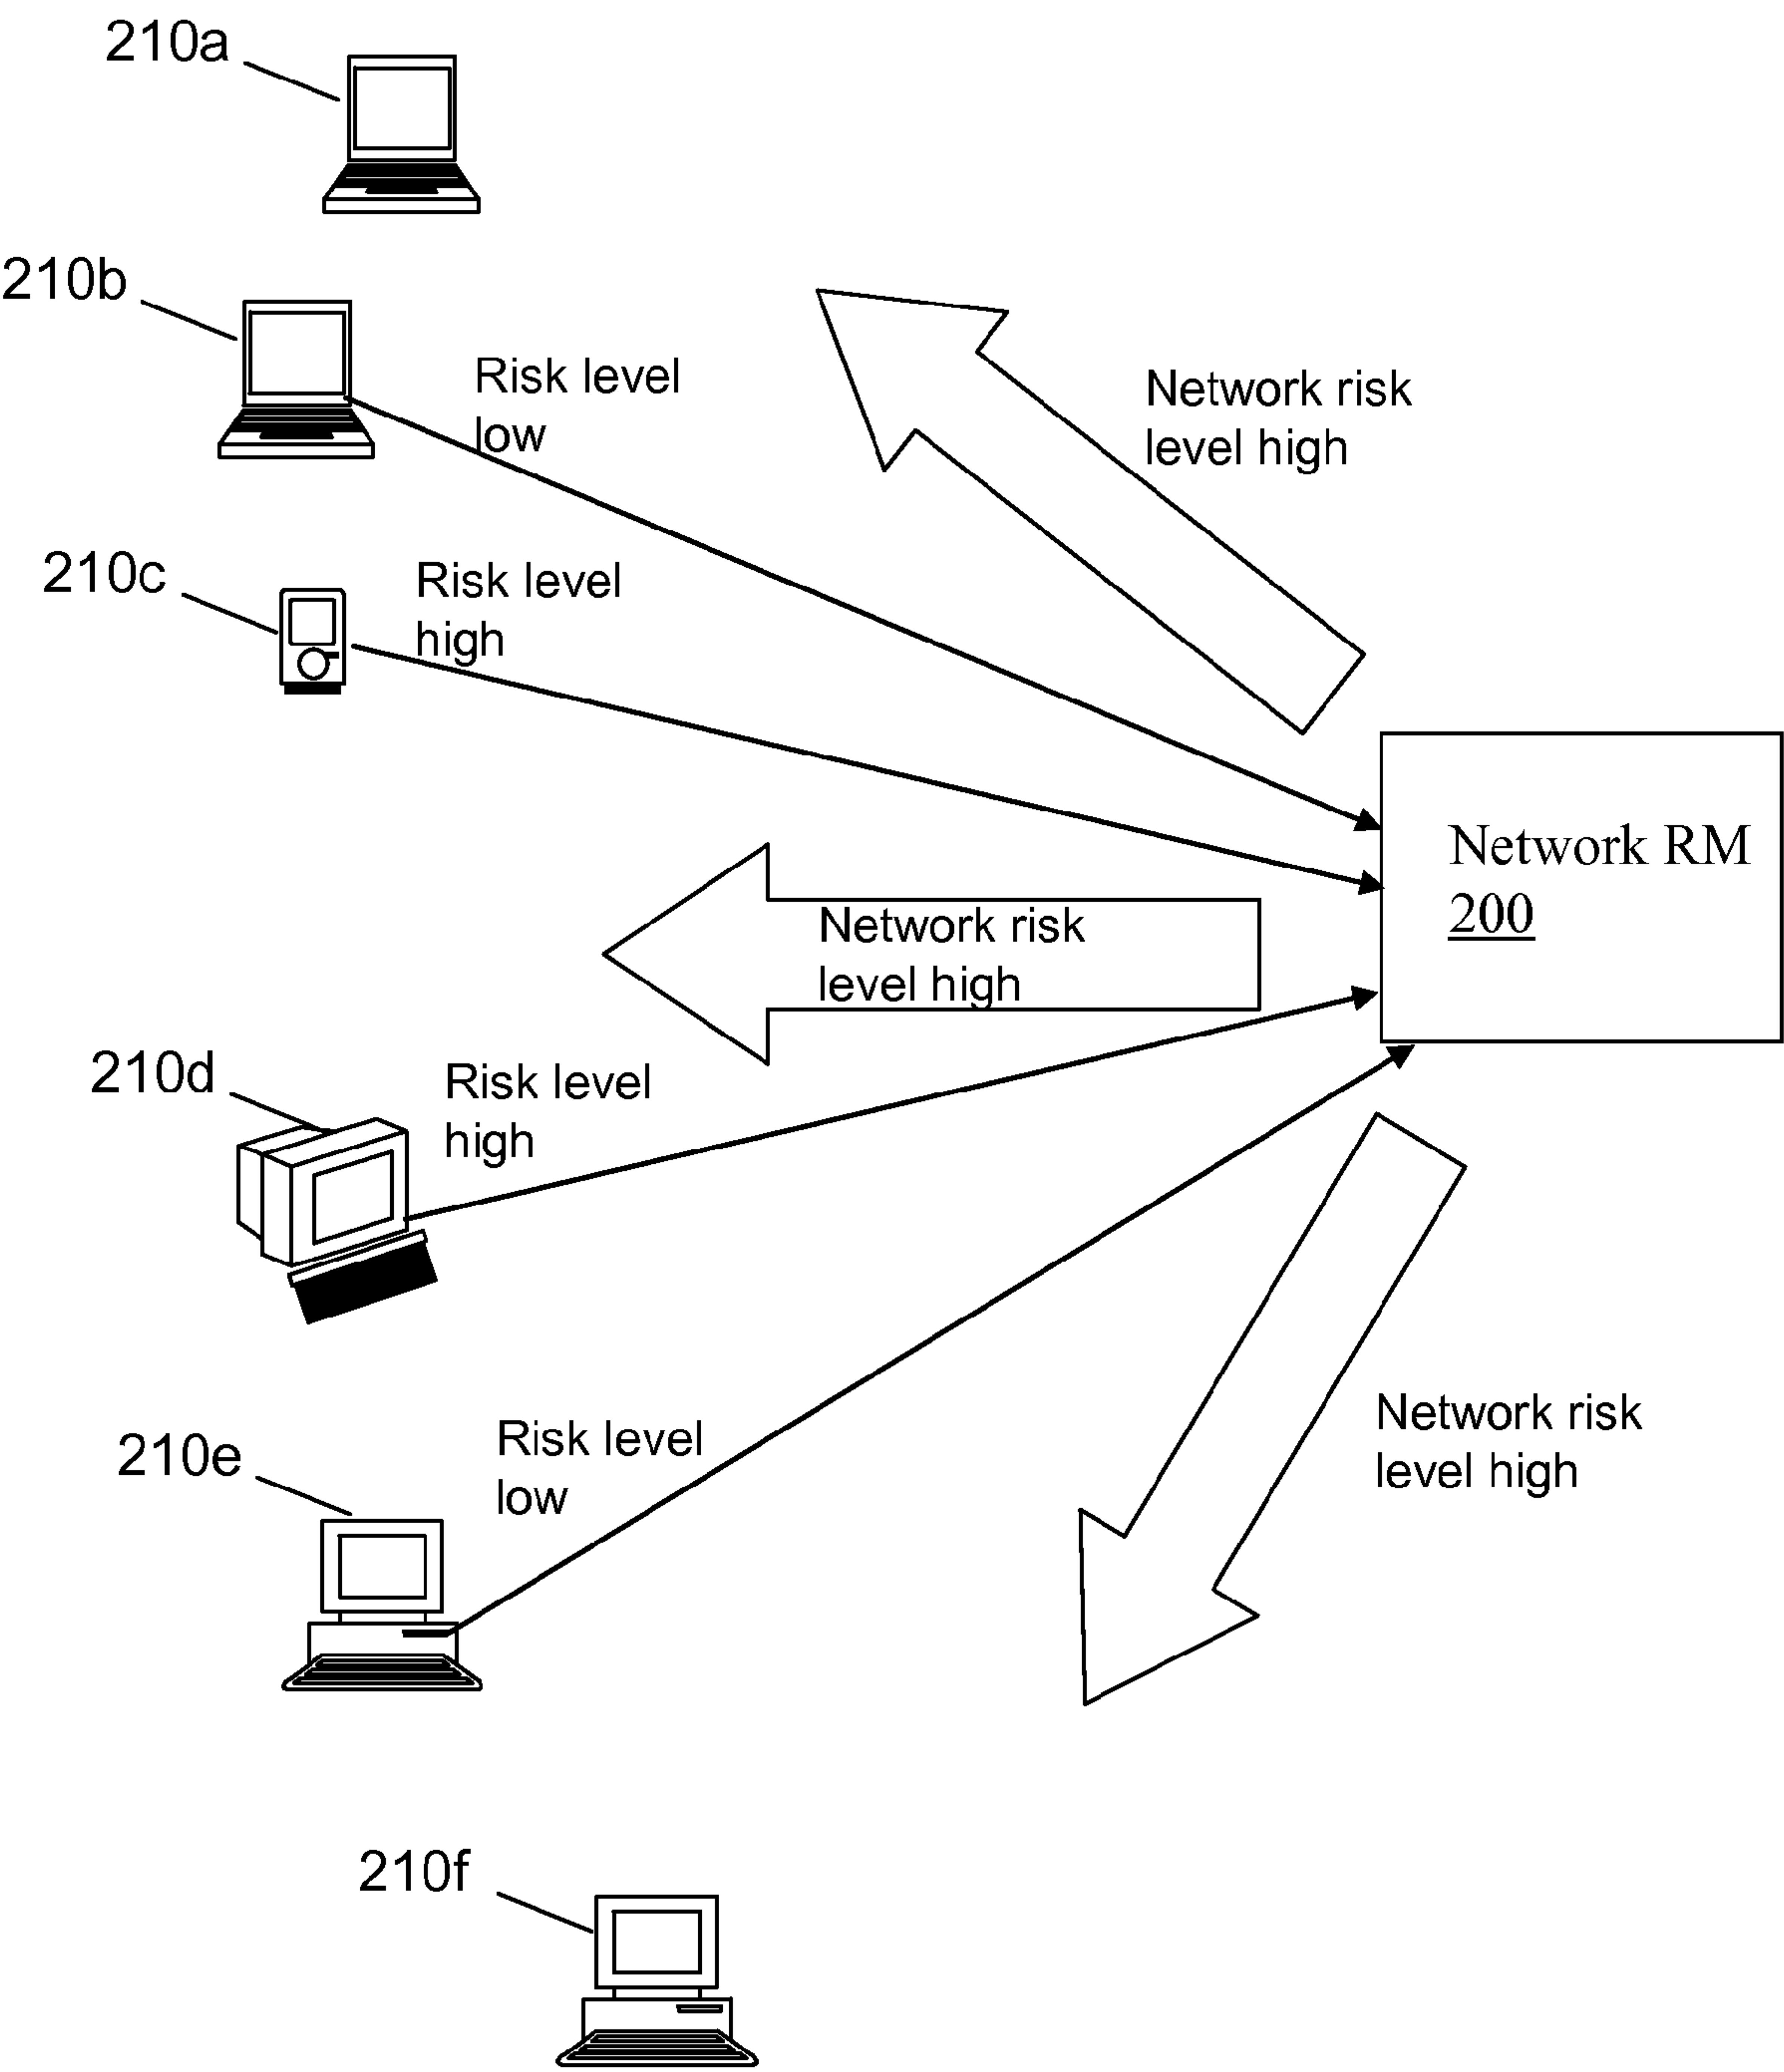 210a
210b
Risk level
low
Network risk
level high
210c
Risk level
high
Network RM
200
Network risk
level high
210d
Risk level
high
Network risk
level high
210e
Risk level
low
210f